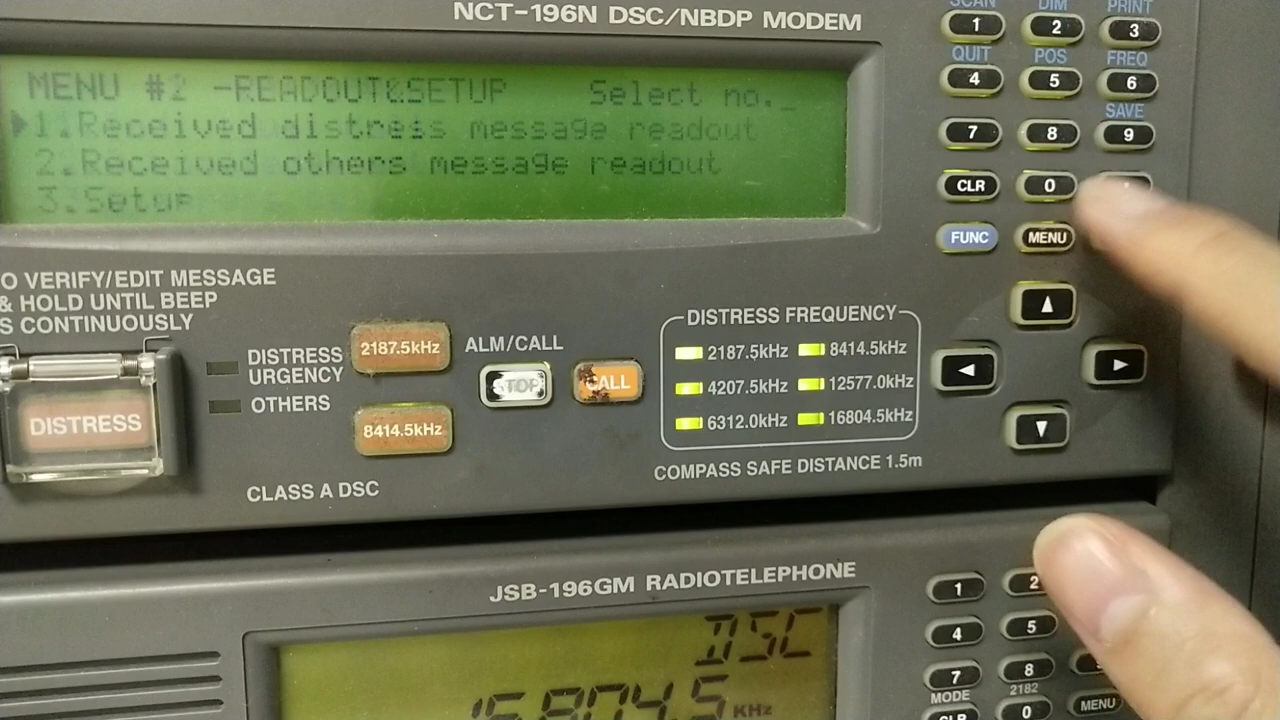 NCT-196N DSC/NBDP MODEM
MENU #2 -READOUT&SETUP Select no._
▶1.Received distress message readout
2.Received others message readout
3.Setup
SCAN DIM PRINT
1 2 3
QUIT POS FREQ
4 5 6
SAVE
7 8 9
CLR 0
FUNC MENU
O VERIFY/EDIT MESSAGE
& HOLD UNTIL BEEP
S CONTINUOUSLY
DISTRESS
DISTRESS
URGENCY
OTHERS
2187.5kHz
8414.5kHz
ALM/CALL
STOP CALL
CLASS A DSC
DISTRESS FREQUENCY
2187.5kHz 8414.5kHz
4207.5kHz 12577.0kHz
6312.0kHz 16804.5kHz
COMPASS SAFE DISTANCE 1.5m
▲
◀ ▶
▼
JSB-196GM RADIOTELEPHONE
DSC
KHz
1 2
4 5
7 8
MODE 2182
CLR 0 MENU